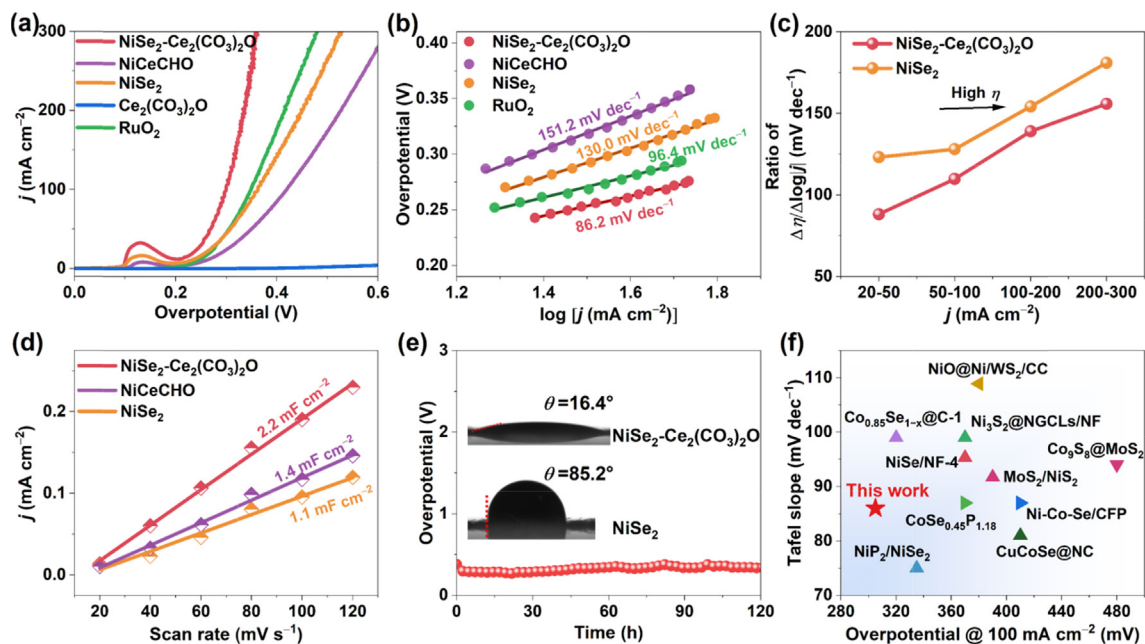 (a)
300
200
100
0
j (mA cm⁻²)
0.0 0.2 0.4 0.6
Overpotential (V)
NiSe₂-Ce₂(CO₃)₂O
NiCeCHO
NiSe₂
Ce₂(CO₃)₂O
RuO₂
(b)
0.40
0.35
0.30
0.25
0.20
Overpotential (V)
1.2 1.4 1.6 1.8
log [j (mA cm⁻²)]
NiSe₂-Ce₂(CO₃)₂O
NiCeCHO
NiSe₂
RuO₂
151.2 mV dec⁻¹
130.0 mV dec⁻¹
96.4 mV dec⁻¹
86.2 mV dec⁻¹
(c)
200
150
100
50
Ratio of
Δη/Δlog|j| (mV dec⁻¹)
20-50 50-100 100-200 200-300
j (mA cm⁻²)
NiSe₂-Ce₂(CO₃)₂O
NiSe₂
High η
(d)
0.2
0.1
0.0
j (mA cm⁻²)
20 40 60 80 100 120
Scan rate (mV s⁻¹)
NiSe₂-Ce₂(CO₃)₂O
NiCeCHO
NiSe₂
2.2 mF cm⁻²
1.4 mF cm⁻²
1.1 mF cm⁻²
(e)
3
2
1
0
Overpotential (V)
0 30 60 90 120
Time (h)
θ=16.4°
NiSe₂-Ce₂(CO₃)₂O
θ=85.2°
NiSe₂
(f)
110
100
90
80
70
Tafel slope (mV dec⁻¹)
280 320 360 400 440 480
Overpotential @ 100 mA cm⁻² (mV)
NiO@Ni/WS₂/CC
Co₀.₈₅Se₁₋ₓ@C-1
Ni₃S₂@NGCLs/NF
Co₉S₈@MoS₂
NiSe/NF-4
MoS₂/NiS₂
This work
CoSe₀.₄₅P₁.₁₈
Ni-Co-Se/CFP
CuCoSe@NC
NiP₂/NiSe₂